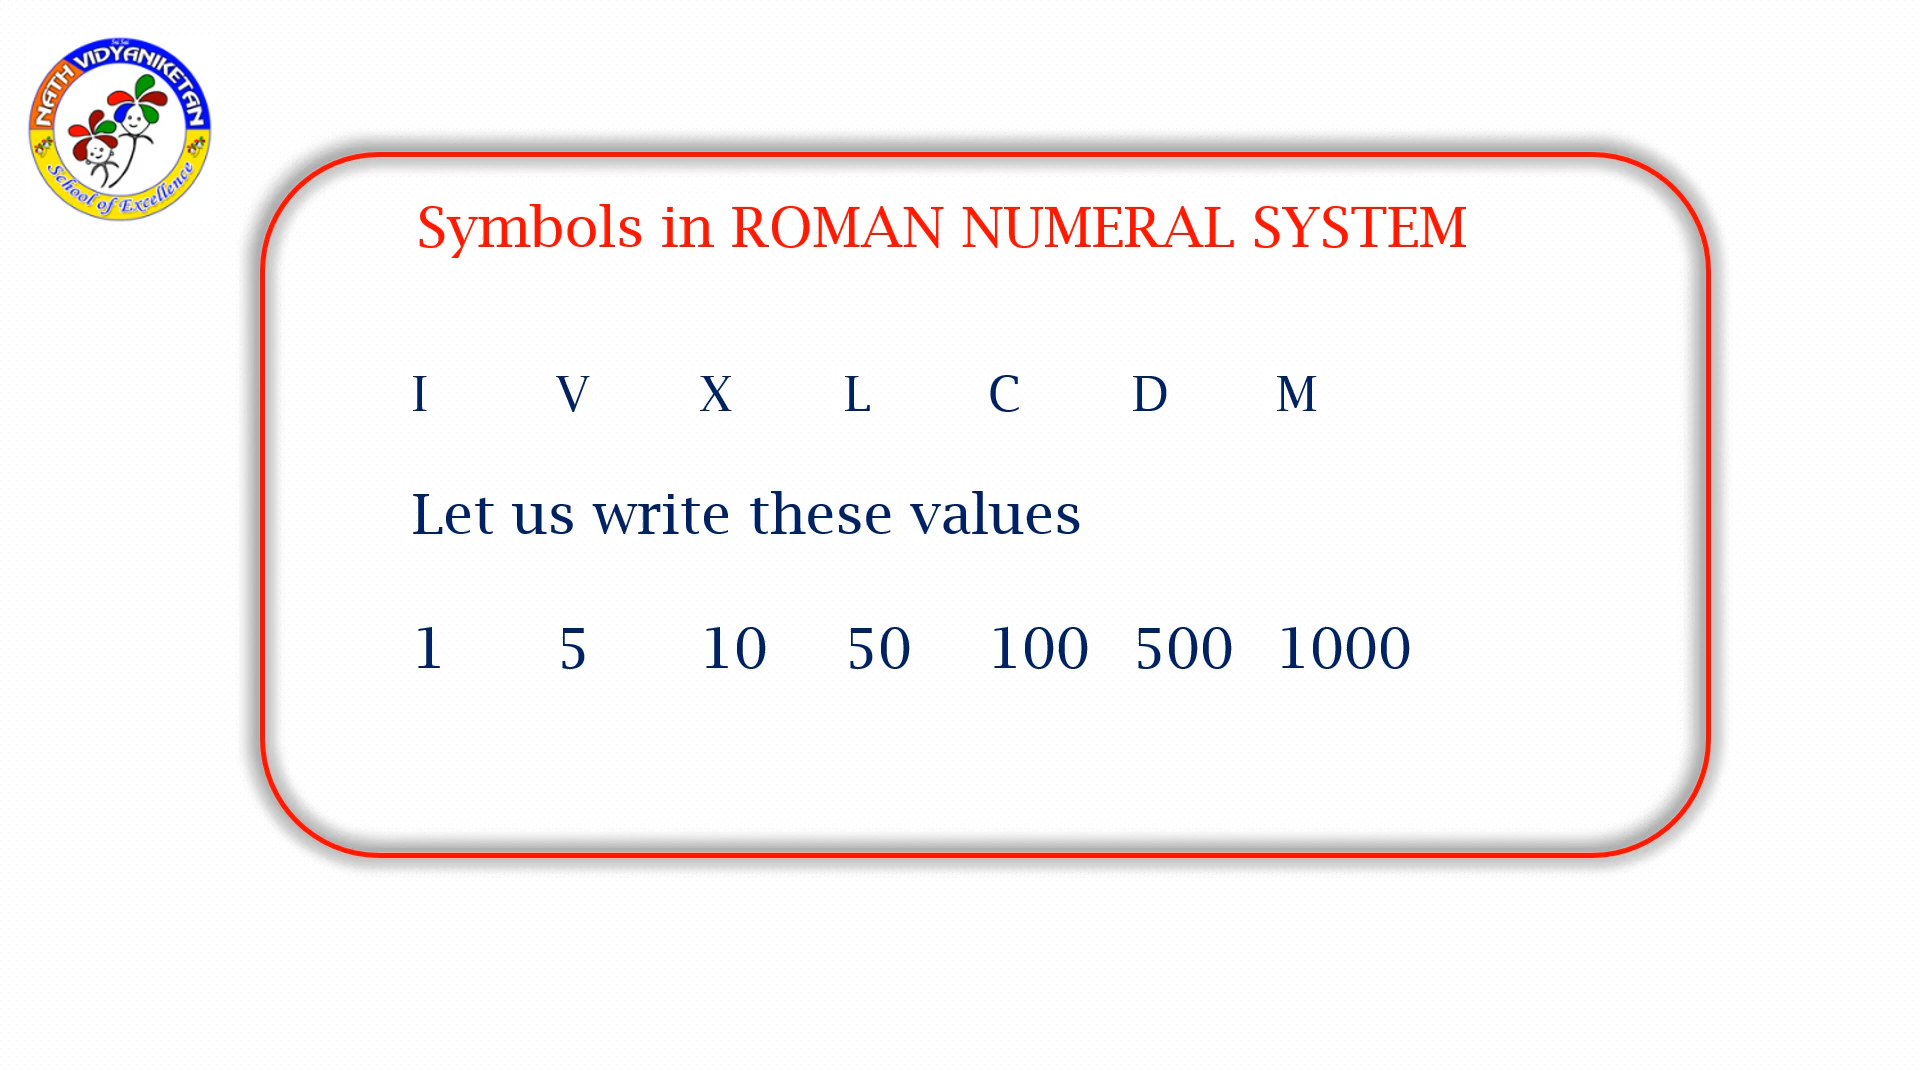 NATH VIDYANIKETAN
School of Excellence
Symbols in ROMAN NUMERAL SYSTEM
I V X L C D M
Let us write these values
1 5 10 50 100 500 1000